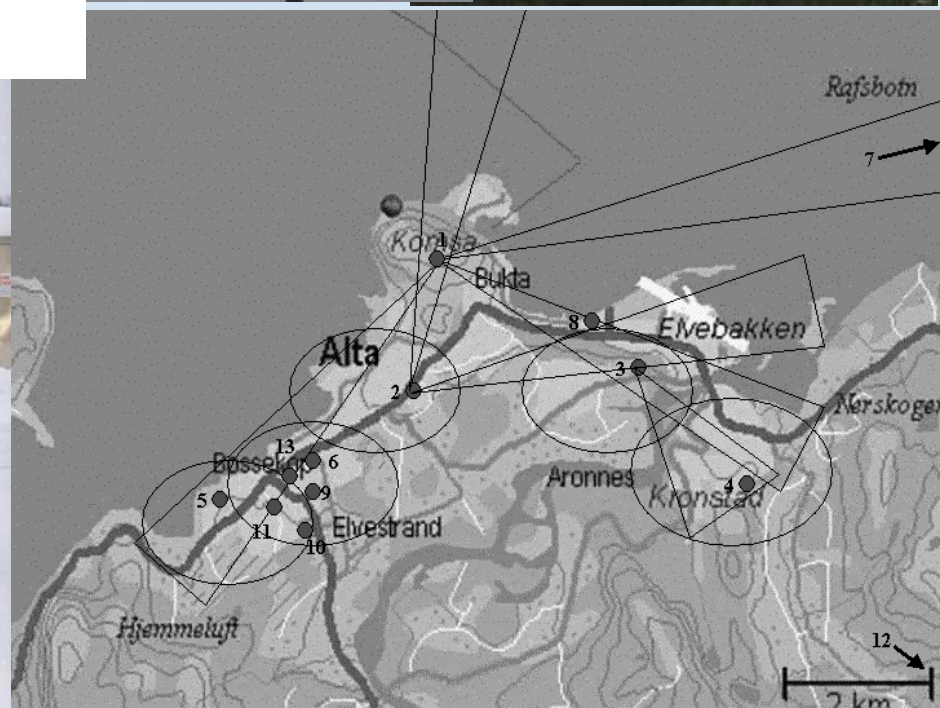 Rafsbotn
7
Komsa
1
Bukta
8
Elvebakken
Alta
3
2
Nerskogen
13
Bossekop
6
Aronnes
5
9
4
Kronstad
11
Elvestrand
10
Hjemmeluft
12
2 km